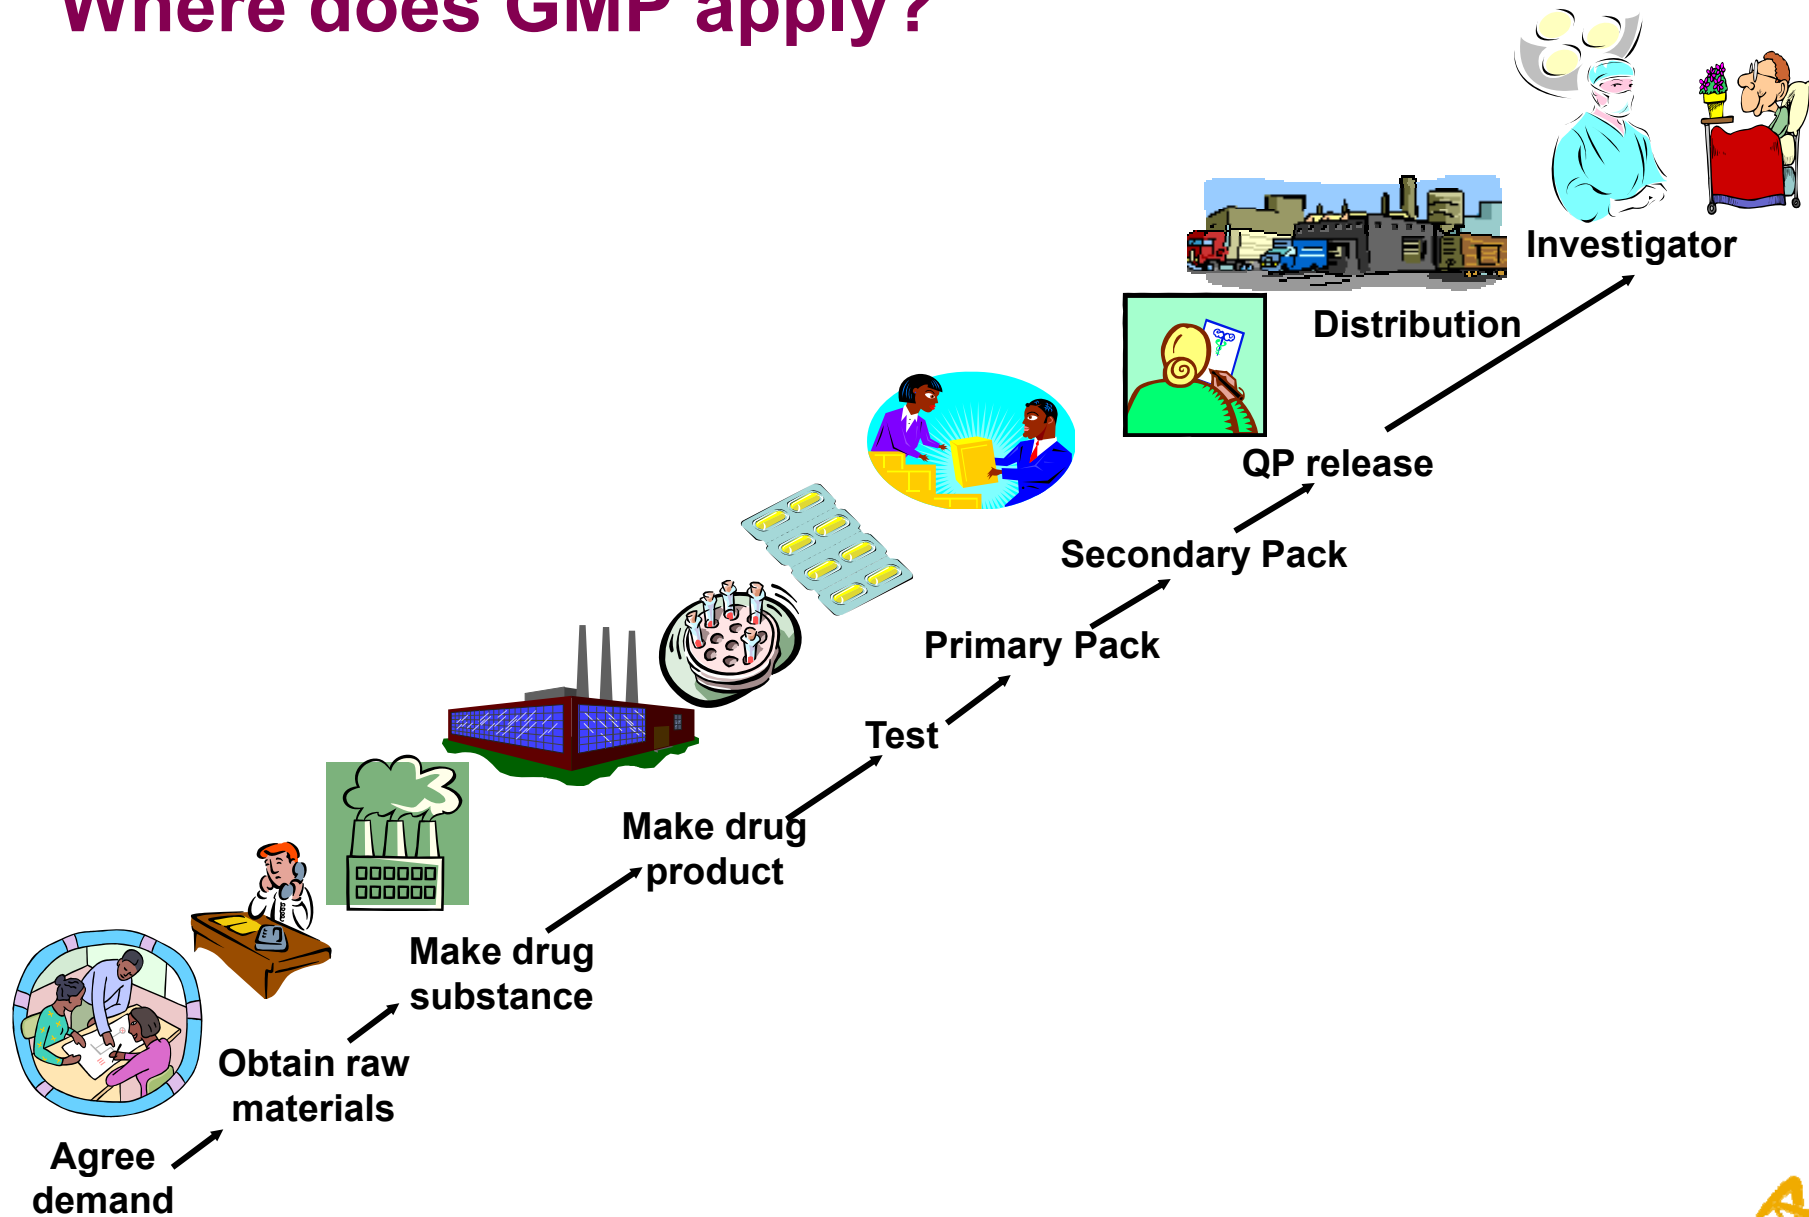 Where does GMP apply?
Investigator
Distribution
QP release
Secondary Pack
Primary Pack
Test
Make drug
product
Make drug
substance
Obtain raw
materials
Agree
demand